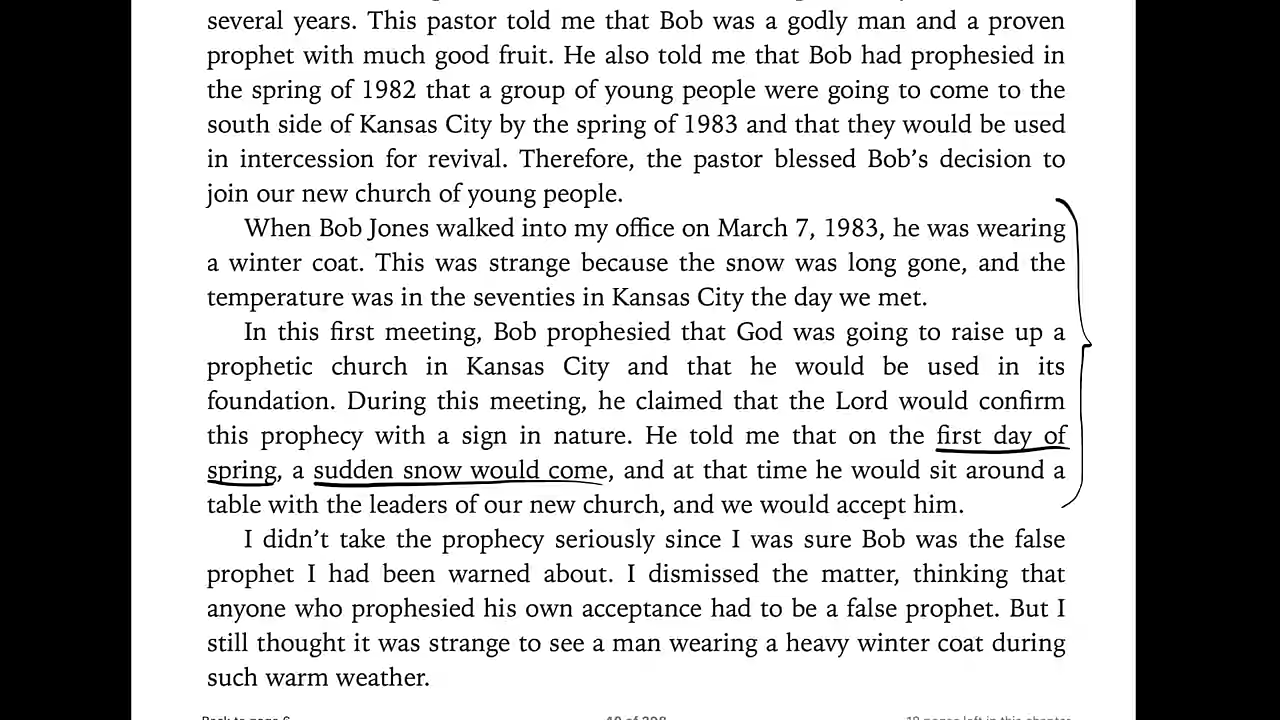 several years. This pastor told me that Bob was a godly man and a proven
prophet with much good fruit. He also told me that Bob had prophesied in
the spring of 1982 that a group of young people were going to come to the
south side of Kansas City by the spring of 1983 and that they would be used
in intercession for revival. Therefore, the pastor blessed Bob’s decision to
join our new church of young people.
When Bob Jones walked into my office on March 7, 1983, he was wearing
a winter coat. This was strange because the snow was long gone, and the
temperature was in the seventies in Kansas City the day we met.
In this first meeting, Bob prophesied that God was going to raise up a
prophetic church in Kansas City and that he would be used in its
foundation. During this meeting, he claimed that the Lord would confirm
this prophecy with a sign in nature. He told me that on the first day of
spring, a sudden snow would come, and at that time he would sit around a
table with the leaders of our new church, and we would accept him.
I didn’t take the prophecy seriously since I was sure Bob was the false
prophet I had been warned about. I dismissed the matter, thinking that
anyone who prophesied his own acceptance had to be a false prophet. But I
still thought it was strange to see a man wearing a heavy winter coat during
such warm weather.